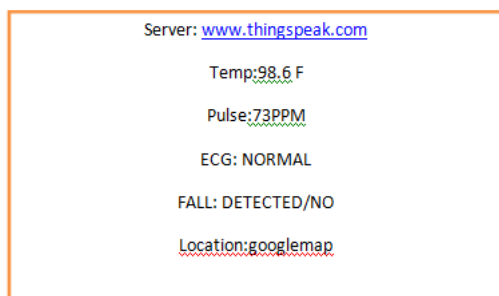 Server: www.thingspeak.com
Temp:98.6 F
Pulse:73PPM
ECG: NORMAL
FALL: DETECTED/NO
Location:googlemap